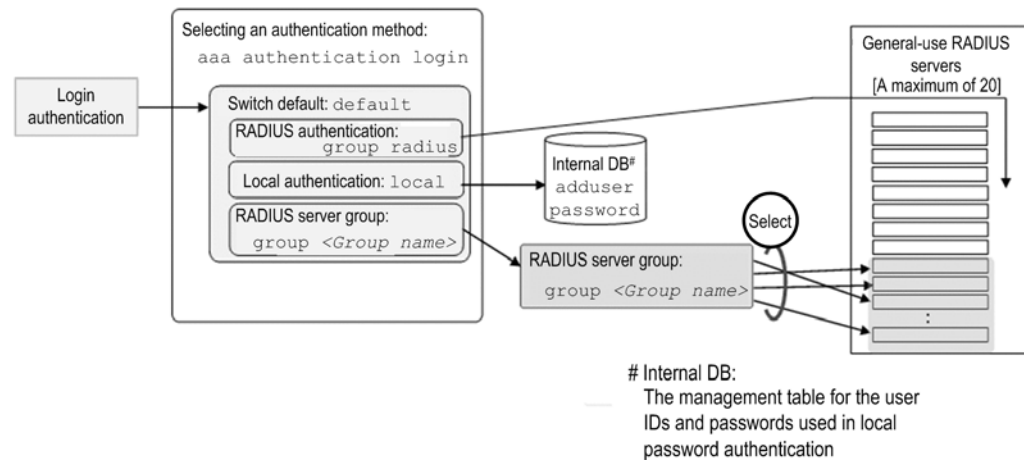 Selecting an authentication method:
aaa authentication login
Login
authentication
Switch default: default
RADIUS authentication:
group radius
Local authentication: local
RADIUS server group:
group <Group name>
Internal DB#
adduser
password
RADIUS server group:
group <Group name>
Select
General-use RADIUS
servers
[A maximum of 20]
:
# Internal DB:
The management table for the user
IDs and passwords used in local
password authentication